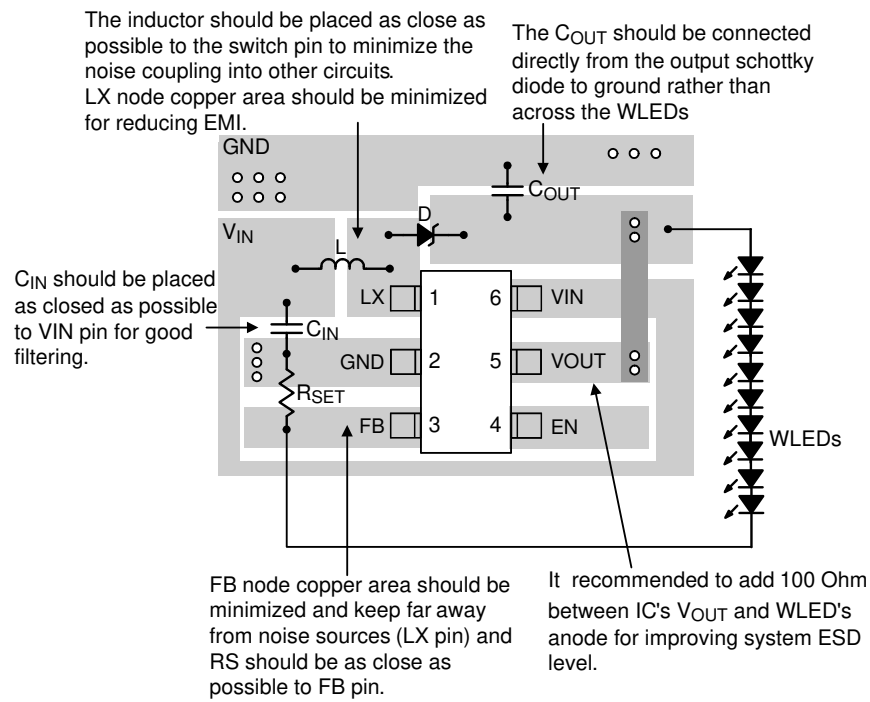 The inductor should be placed as close as
possible to the switch pin to minimize the
noise coupling into other circuits.
LX node copper area should be minimized
for reducing EMI.
The COUT should be connected
directly from the output schottky
diode to ground rather than
across the WLEDs
GND
COUT
D
VIN
L
CIN should be placed
as closed as possible
to VIN pin for good
filtering.
CIN
LX 1 6 VIN
GND 2 5 VOUT
RSET
FB 3 4 EN
WLEDs
FB node copper area should be
minimized and keep far away
from noise sources (LX pin) and
RS should be as close as
possible to FB pin.
It recommended to add 100 Ohm
between IC's VOUT and WLED's
anode for improving system ESD
level.